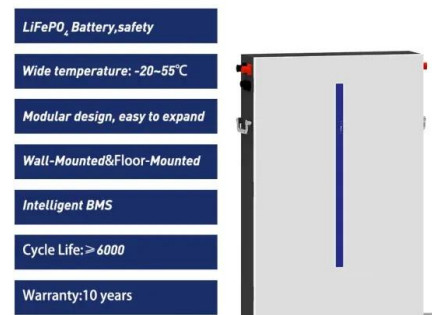 LiFePO₄ Battery,safety
Wide temperature: -20~55℃
Modular design, easy to expand
Wall-Mounted&Floor-Mounted
Intelligent BMS
Cycle Life:≥6000
Warranty:10 years